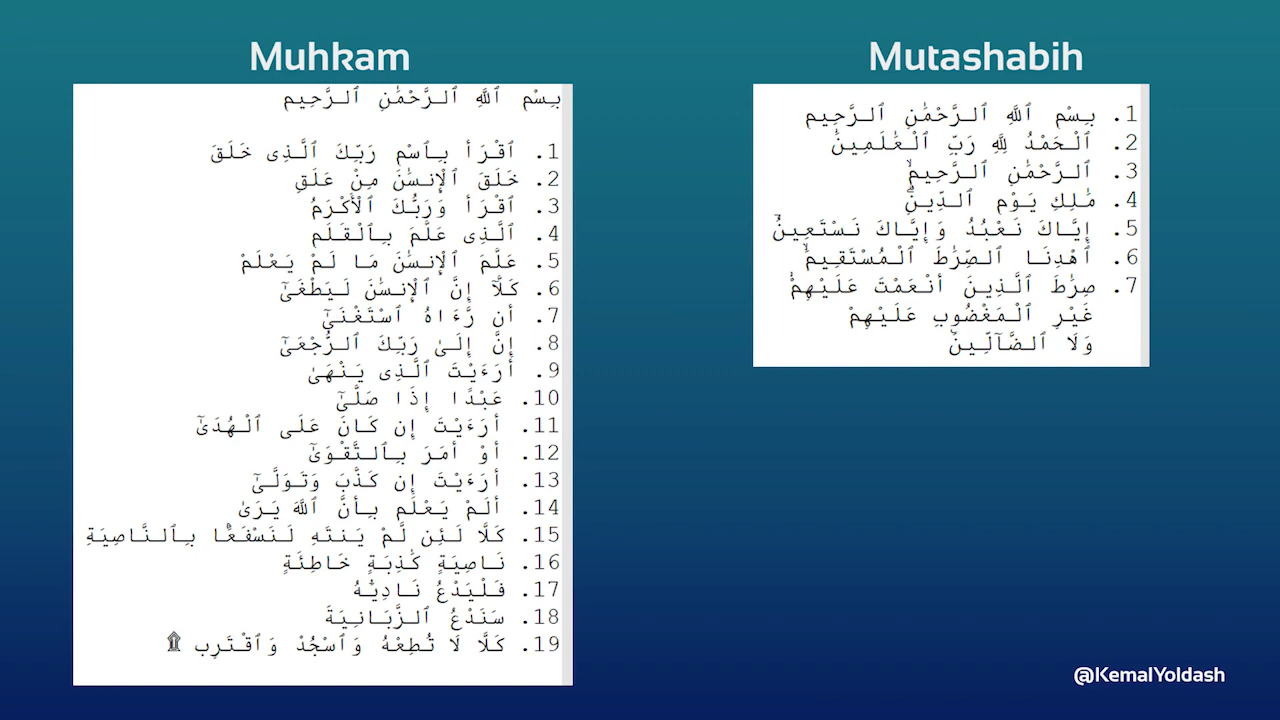 Muhkam
بِسْمِ ٱللَّهِ ٱلرَّحْمَٰنِ ٱلرَّحِيمِ
1. ٱقْرَأْ بِٱسْمِ رَبِّكَ ٱلَّذِى خَلَقَ
2. خَلَقَ ٱلْإِنسَٰنَ مِنْ عَلَقٍ
3. ٱقْرَأْ وَرَبُّكَ ٱلْأَكْرَمُ
4. ٱلَّذِى عَلَّمَ بِٱلْقَلَمِ
5. عَلَّمَ ٱلْإِنسَٰنَ مَا لَمْ يَعْلَمْ
6. كَلَّآ إِنَّ ٱلْإِنسَٰنَ لَيَطْغَىٰٓ
7. أَن رَّءَاهُ ٱسْتَغْنَىٰٓ
8. إِنَّ إِلَىٰ رَبِّكَ ٱلرُّجْعَىٰٓ
9. أَرَءَيْتَ ٱلَّذِى يَنْهَىٰ
10. عَبْدًا إِذَا صَلَّىٰٓ
11. أَرَءَيْتَ إِن كَانَ عَلَى ٱلْهُدَىٰٓ
12. أَوْ أَمَرَ بِٱلتَّقْوَىٰٓ
13. أَرَءَيْتَ إِن كَذَّبَ وَتَوَلَّىٰٓ
14. أَلَمْ يَعْلَم بِأَنَّ ٱللَّهَ يَرَىٰ
15. كَلَّا لَئِن لَّمْ يَنتَهِ لَنَسْفَعًۢا بِٱلنَّاصِيَةِ
16. نَاصِيَةٍ كَٰذِبَةٍ خَاطِئَةٍ
17. فَلْيَدْعُ نَادِيَهُۥ
18. سَنَدْعُ ٱلزَّبَانِيَةَ
19. كَلَّا لَا تُطِعْهُ وَٱسْجُدْ وَٱقْتَرِب ۩
Mutashabih
1. بِسْمِ ٱللَّهِ ٱلرَّحْمَٰنِ ٱلرَّحِيمِ
2. ٱلْحَمْدُ لِلَّهِ رَبِّ ٱلْعَٰلَمِينَۙ
3. ٱلرَّحْمَٰنِ ٱلرَّحِيمِۙ
4. مَٰلِكِ يَوْمِ ٱلدِّينِۗ
5. إِيَّاكَ نَعْبُدُ وَإِيَّاكَ نَسْتَعِينُۗ
6. ٱهْدِنَا ٱلصِّرَٰطَ ٱلْمُسْتَقِيمَۙ
7. صِرَٰطَ ٱلَّذِينَ أَنْعَمْتَ عَلَيْهِمْۙ
غَيْرِ ٱلْمَغْضُوبِ عَلَيْهِمْ
وَلَا ٱلضَّآلِّينَ
@KemalYoldash